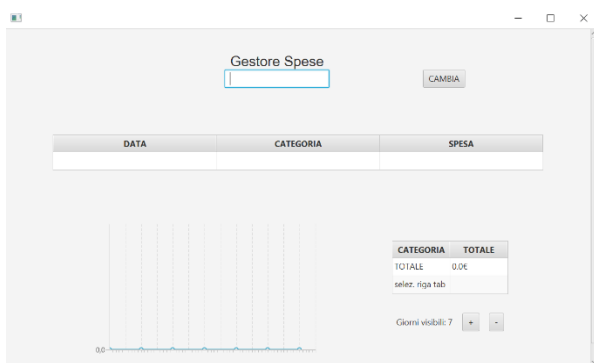 Gestore Spese
CAMBIA
DATA CATEGORIA SPESA
CATEGORIA TOTALE
TOTALE 0.0€
selez. riga tab
Giorni visibili: 7 + -
0,0